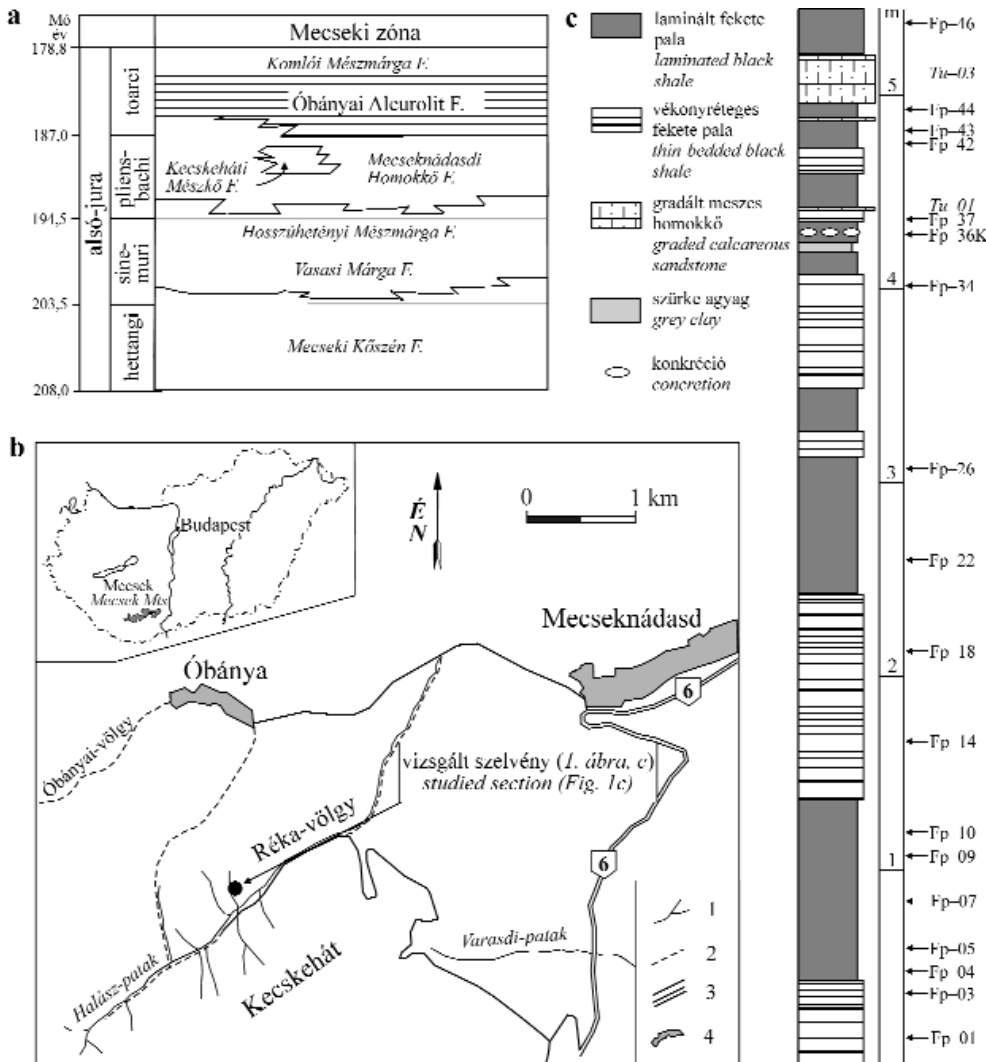 a
Mó
év
Mecseki zóna
178,8
Komlói Mészmárga F.
toarci
Óbányai Aleurolit F.
187,0
pliens-
bachi
Kecskeháti
Mészkő F.
Mecseknádasdi
Homokkő F.
191,5
alsó-jura
sine-
muri
Hosszúhetényi Mészmárga F.
Vasasi Márga F.
203,5
hettangi
Mecseki Kőszén F.
208,0
c
laminált fekete
pala
laminated black
shale
vékonyréteges
fekete pala
thin bedded black
shale
gradált meszes
homokkő
graded calcareous
sandstone
szürke agyag
grey clay
konkréció
concretion
m
5
4
3
2
1
Fp–46
Tu–03
Fp–44
Fp–43
Fp 42
Tu 01
Fp 37
Fp 36K
Fp–34
Fp–26
Fp 22
Fp 18
Fp 14
Fp 10
Fp 09
Fp–07
Fp–05
Fp 04
Fp–03
Fp 01
b
Budapest
Mecsek
Mecsek Mts
É
N
0 1 km
Mecseknádasd
Óbánya
6
Óbányai-völgy
vizsgált szelvény (1. ábra, c)
studied section (Fig. 1c)
Réka-völgy
6
Varasdi-patak
Halász-patak
Kecskehát
1
2
3
4